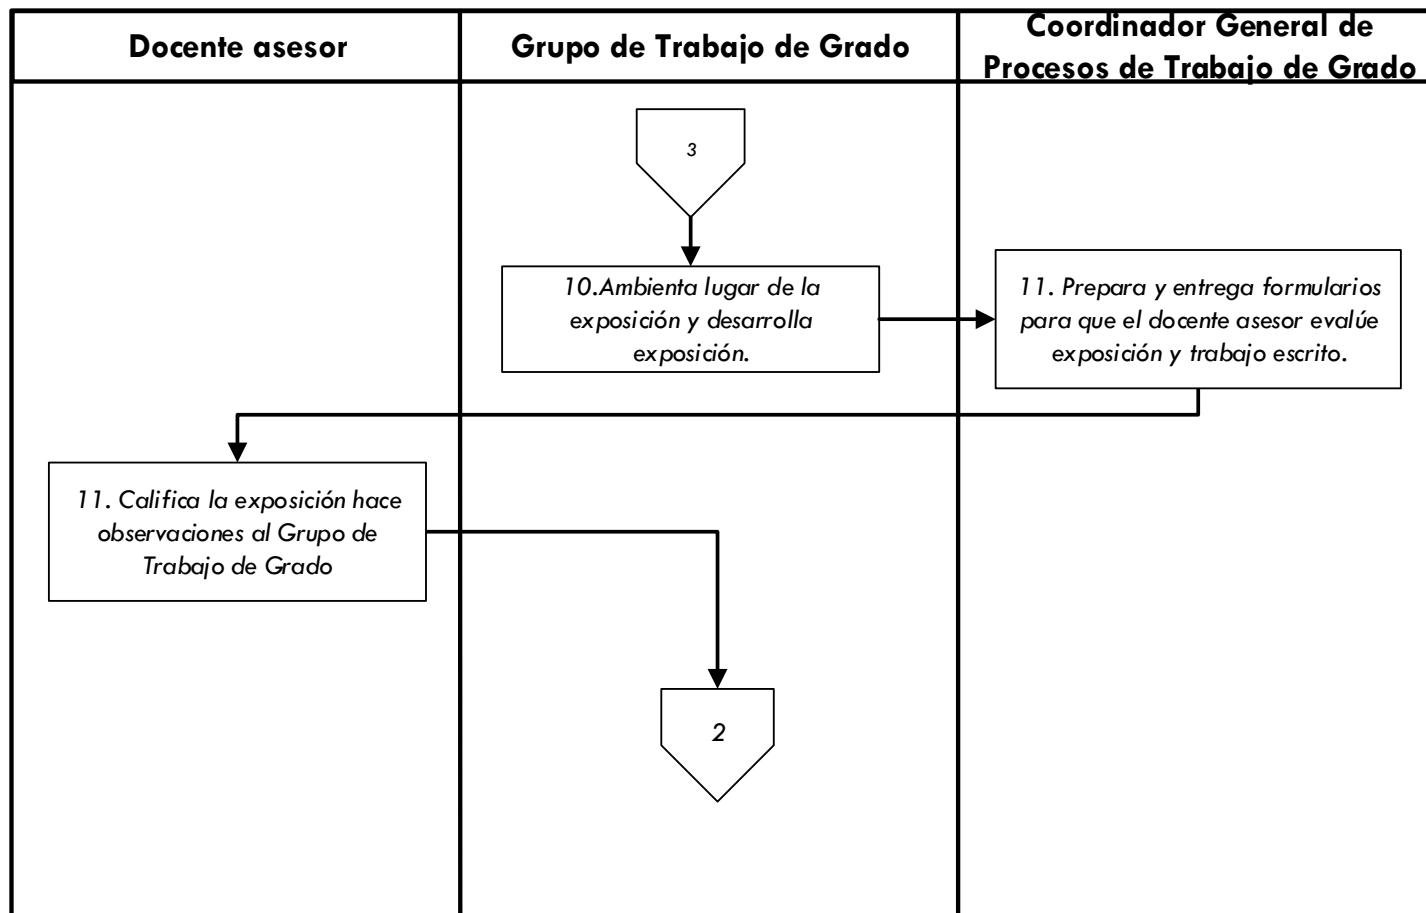 Docente asesor
Grupo de Trabajo de Grado
Coordinador General de
Procesos de Trabajo de Grado
3
10.Ambienta lugar de la
exposición y desarrolla
exposición.
11. Prepara y entrega formularios
para que el docente asesor evalúe
exposición y trabajo escrito.
11. Califica la exposición hace
observaciones al Grupo de
Trabajo de Grado
2